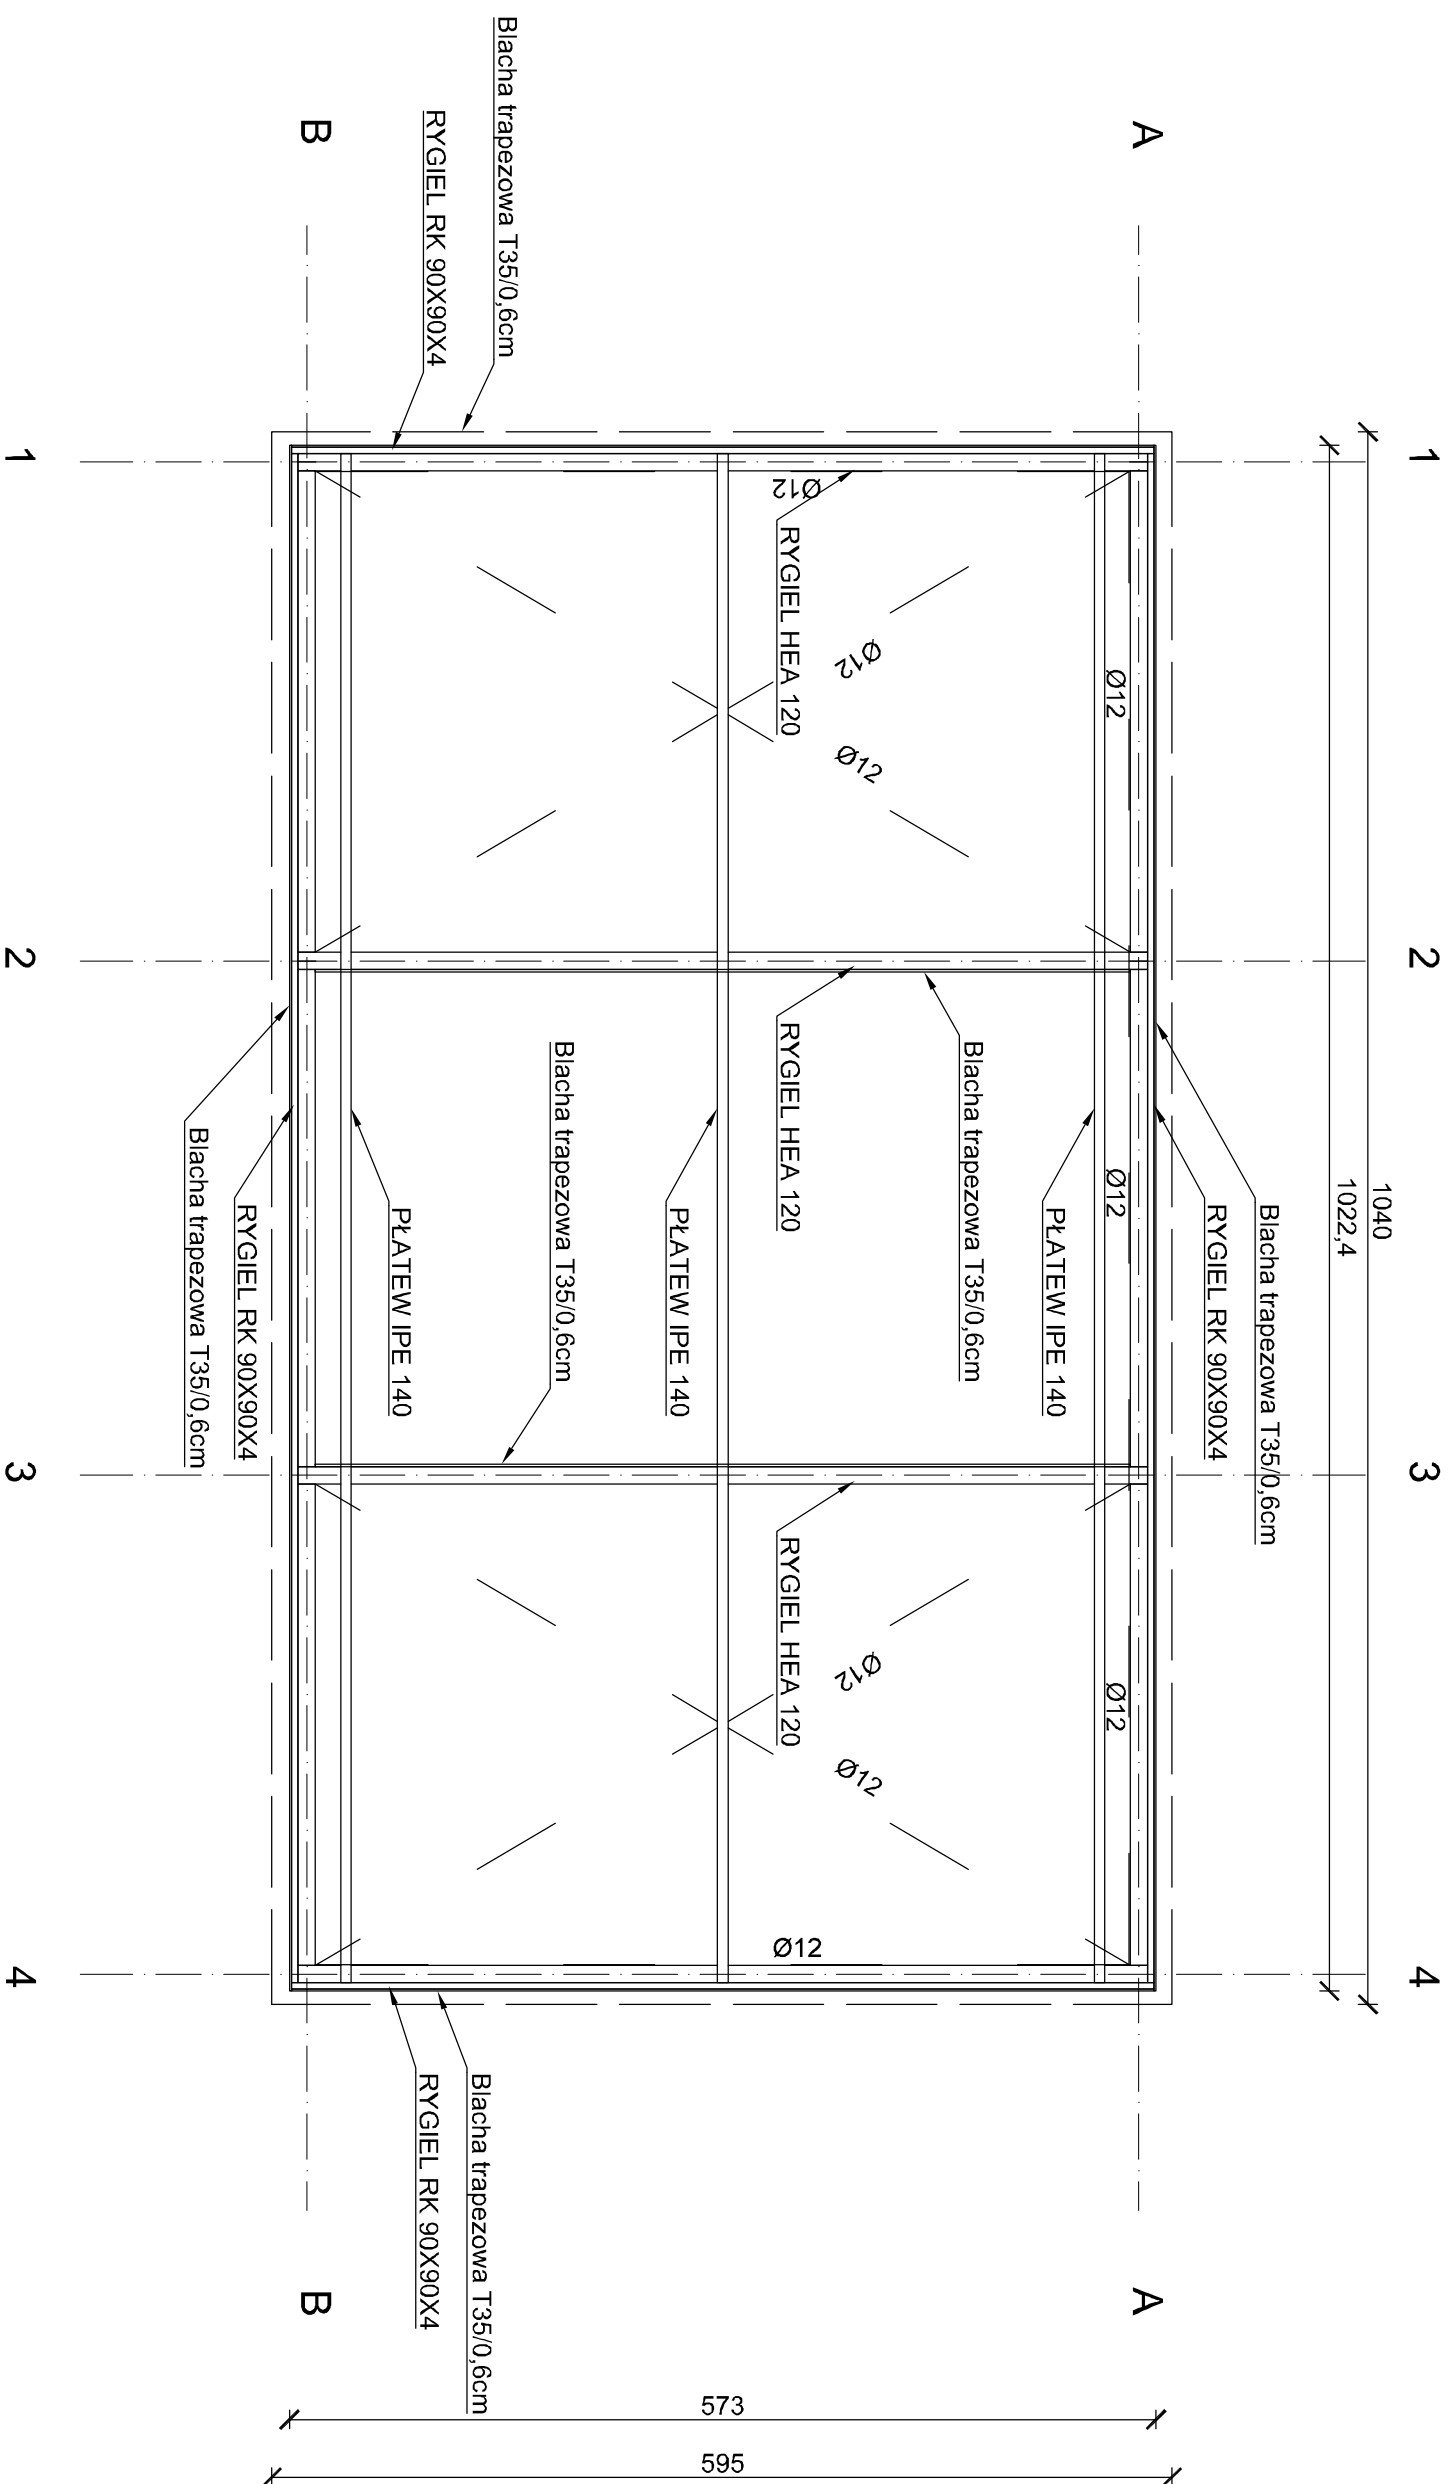 1
2
3
4
1040
1022,4
A
A
Blacha trapezowa T35/0,6cm
RYGIEL RK 90X90X4
Ø12
Ø12
Ø12
PŁATEW IPE 140
Blacha trapezowa T35/0,6cm
Ø12
Ø12
Ø12
Ø12
Ø12
Ø12
RYGIEL HEA 120
RYGIEL HEA 120
RYGIEL HEA 120
PŁATEW IPE 140
Blacha trapezowa T35/0,6cm
Blacha trapezowa T35/0,6cm
RYGIEL RK 90X90X4
Blacha trapezowa T35/0,6cm
RYGIEL RK 90X90X4
PŁATEW IPE 140
B
B
RYGIEL RK 90X90X4
Blacha trapezowa T35/0,6cm
573
595
1
2
3
4